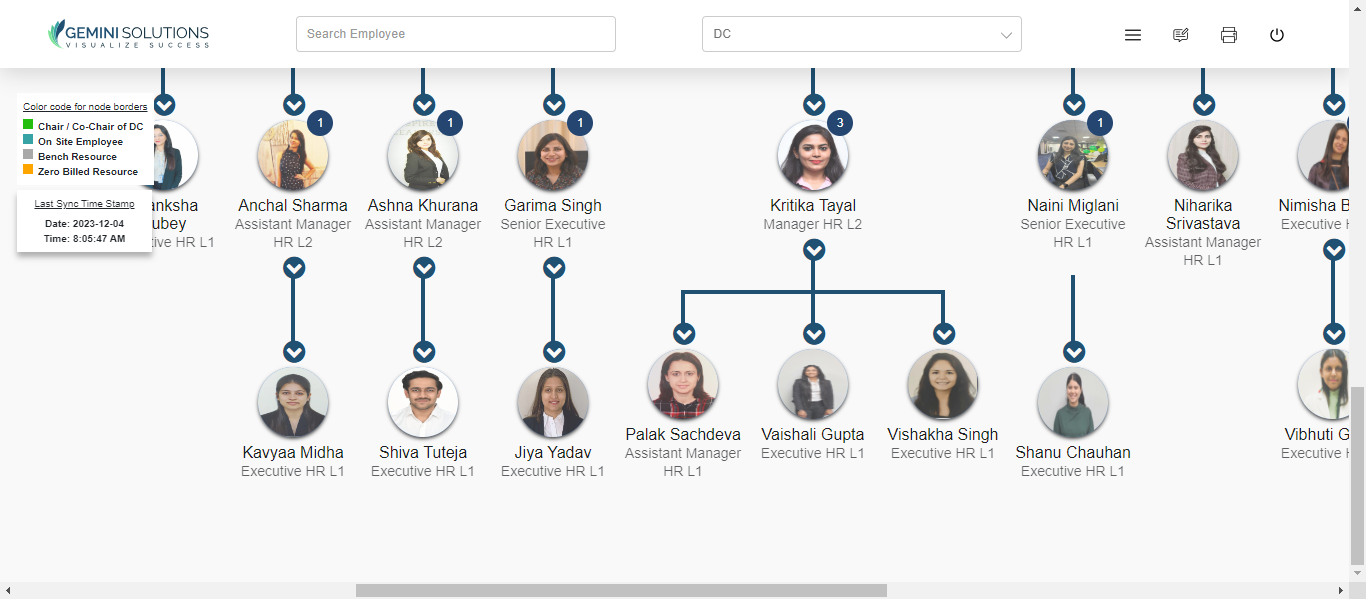 GEMINI SOLUTIONS
VISUALIZE SUCCESS
Search Employee
DC
Color code for node borders
Chair / Co-Chair of DC
On Site Employee
Bench Resource
Zero Billed Resource
Last Sync Time Stamp
Date: 2023-12-04
Time: 8:05:47 AM
anksha
ubey
ive HR L1
1
Anchal Sharma
Assistant Manager
HR L2
1
Ashna Khurana
Assistant Manager
HR L2
1
Garima Singh
Senior Executive
HR L1
3
Kritika Tayal
Manager HR L2
1
Naini Miglani
Senior Executive
HR L1
Niharika
Srivastava
Assistant Manager
HR L1
Nimisha B
Executive H
Kavyaa Midha
Executive HR L1
Shiva Tuteja
Executive HR L1
Jiya Yadav
Executive HR L1
Palak Sachdeva
Assistant Manager
HR L1
Vaishali Gupta
Executive HR L1
Vishakha Singh
Executive HR L1
Shanu Chauhan
Executive HR L1
Vibhuti G
Executive H